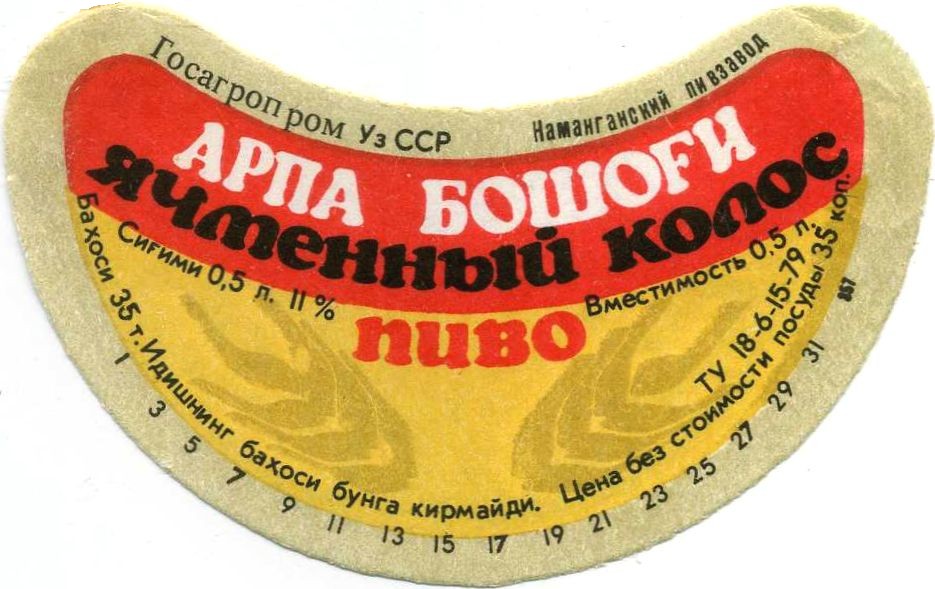 Госагропром Уз ССР
Наманганский пивзавод
АРПА БОШОҒИ
ячменный колос
пиво
Сиғими 0,5 л. 11 %
Вместимость 0,5 л.
ТУ 18-6-15-79
Бахоси 35 т. Идишнинг бахоси бунга кирмайди.
Цена без стоимости посуды 35 коп.
1 3 5 7 9 11 13 15 17 19 21 23 25 27 29 31